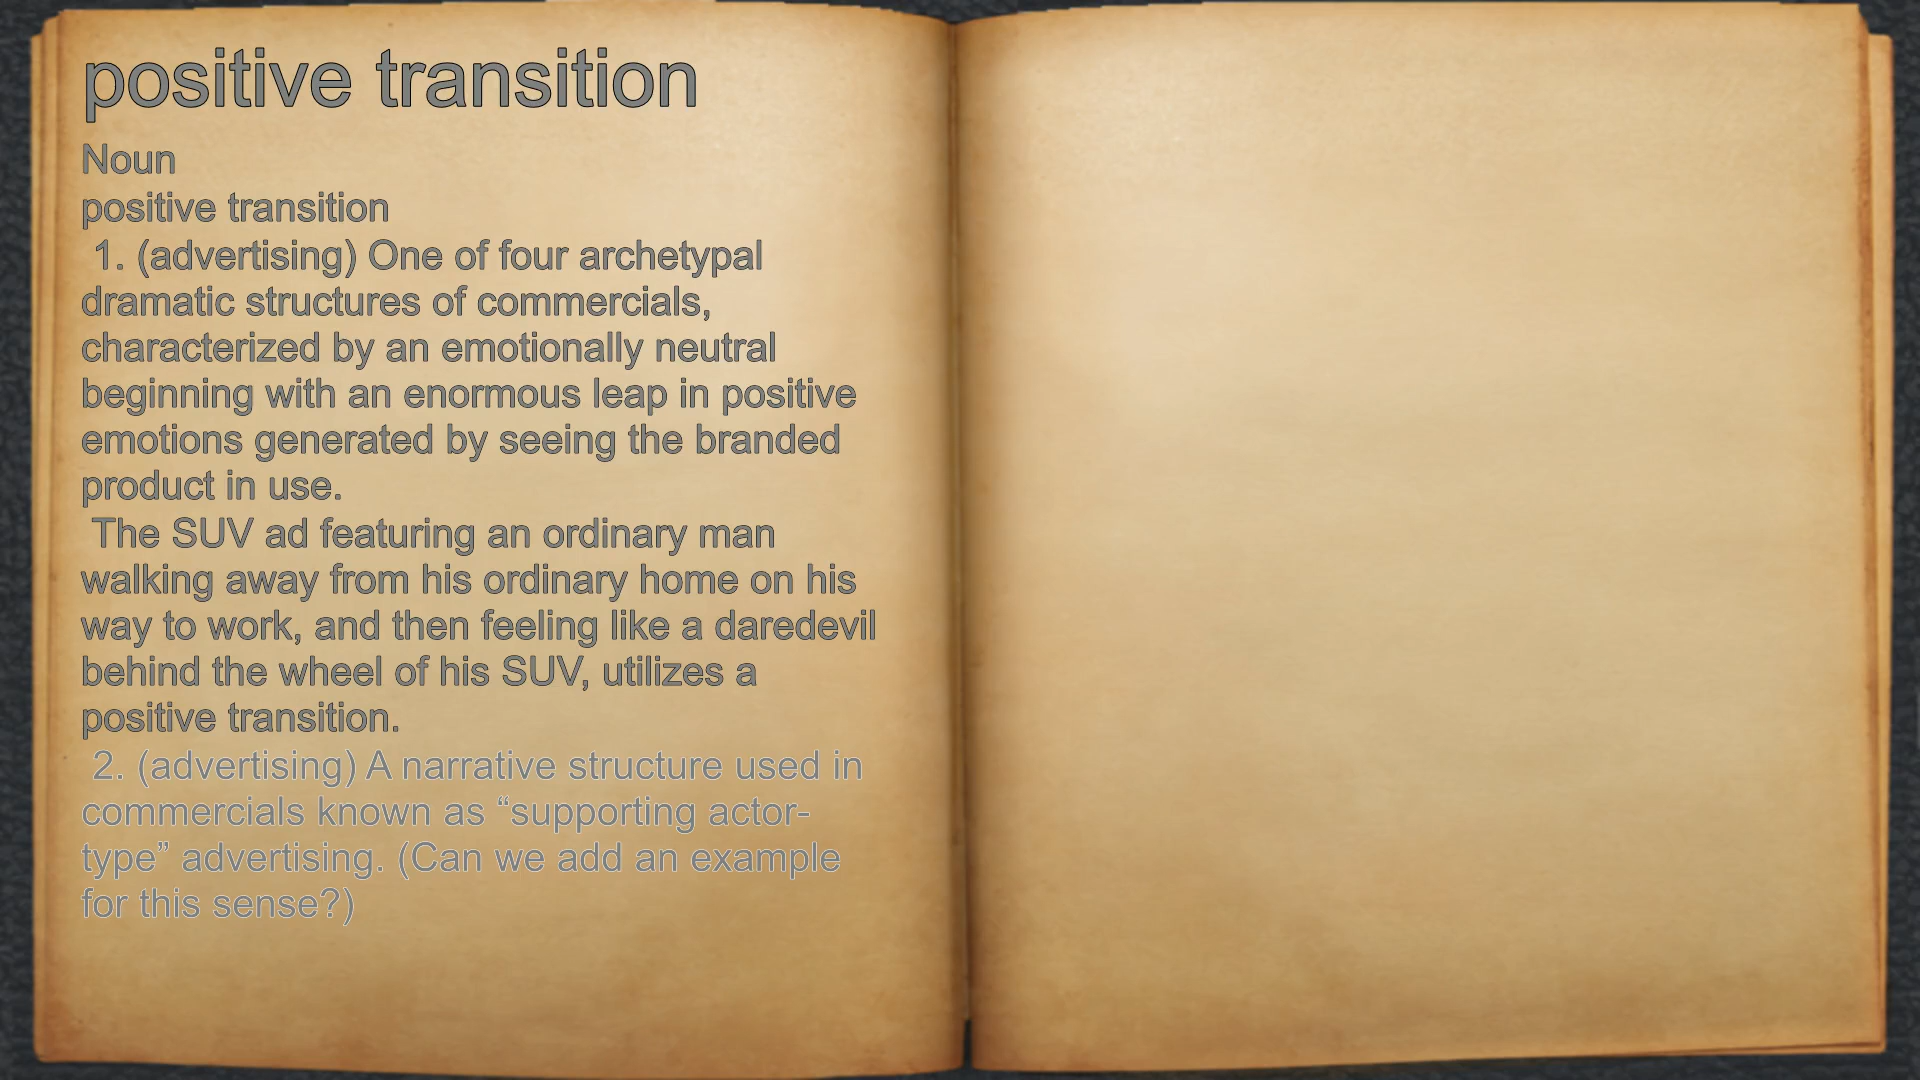 positive transition
Noun
positive transition
1. (advertising) One of four archetypal
dramatic structures of commercials,
characterized by an emotionally neutral
beginning with an enormous leap in positive
emotions generated by seeing the branded
product in use.
The SUV ad featuring an ordinary man
walking away from his ordinary home on his
way to work, and then feeling like a daredevil
behind the wheel of his SUV, utilizes a
positive transition.
2. (advertising) A narrative structure used in
commercials known as “supporting actor-
type” advertising. (Can we add an example
for this sense?)